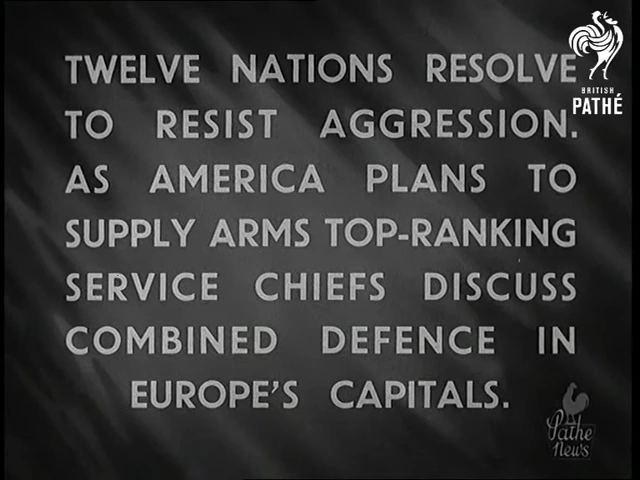 TWELVE NATIONS RESOLVE
TO RESIST AGGRESSION.
AS AMERICA PLANS TO
SUPPLY ARMS TOP-RANKING
SERVICE CHIEFS DISCUSS
COMBINED DEFENCE IN
EUROPE'S CAPITALS.
BRITISH
PATHÉ
Pathe
News